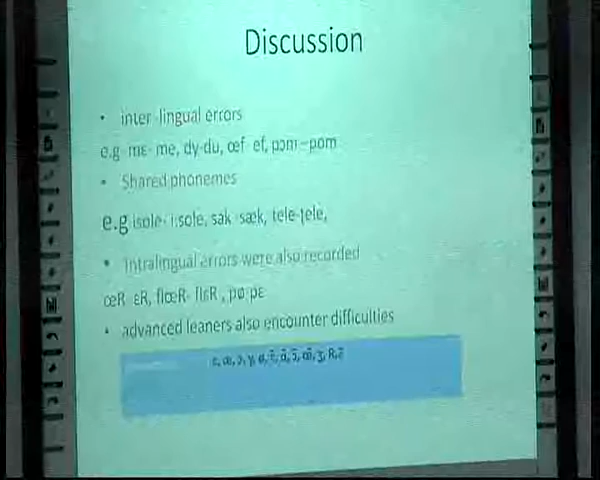 Discussion
• inter-lingual errors
e.g mɛ- me, dy-du, œf-ef, pɔm-pom
• Shared phonemes
e.g isole- i:sole, sak-sæk, tele-tele,
• Intralingual errors were also recorded
œR-ɛR, flœR- flɛR, pø-pɛ
• advanced leaners also encounter difficulties